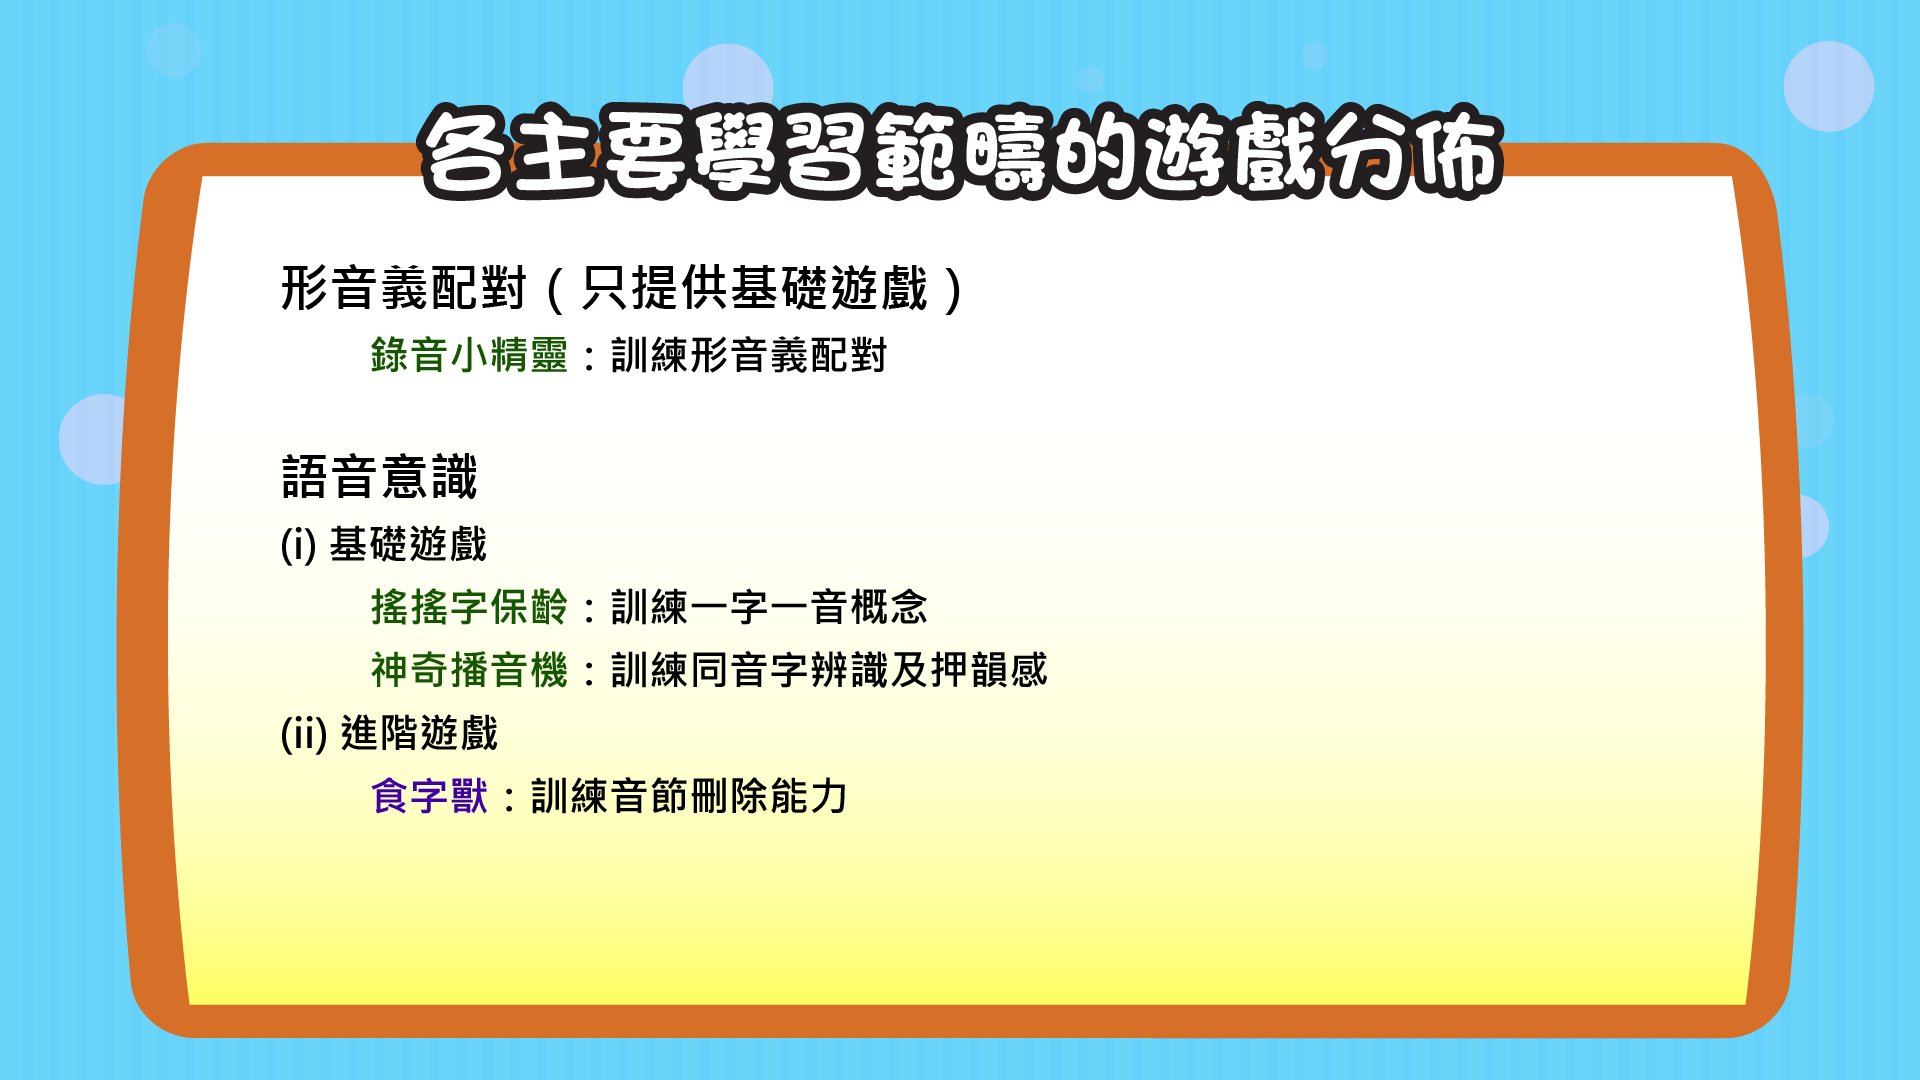 各主要學習範疇的遊戲分佈
形音義配對（只提供基礎遊戲）
錄音小精靈：訓練形音義配對
語音意識
(i) 基礎遊戲
搖搖字保齡：訓練一字一音概念
神奇播音機：訓練同音字辨識及押韻感
(ii) 進階遊戲
食字獸：訓練音節刪除能力